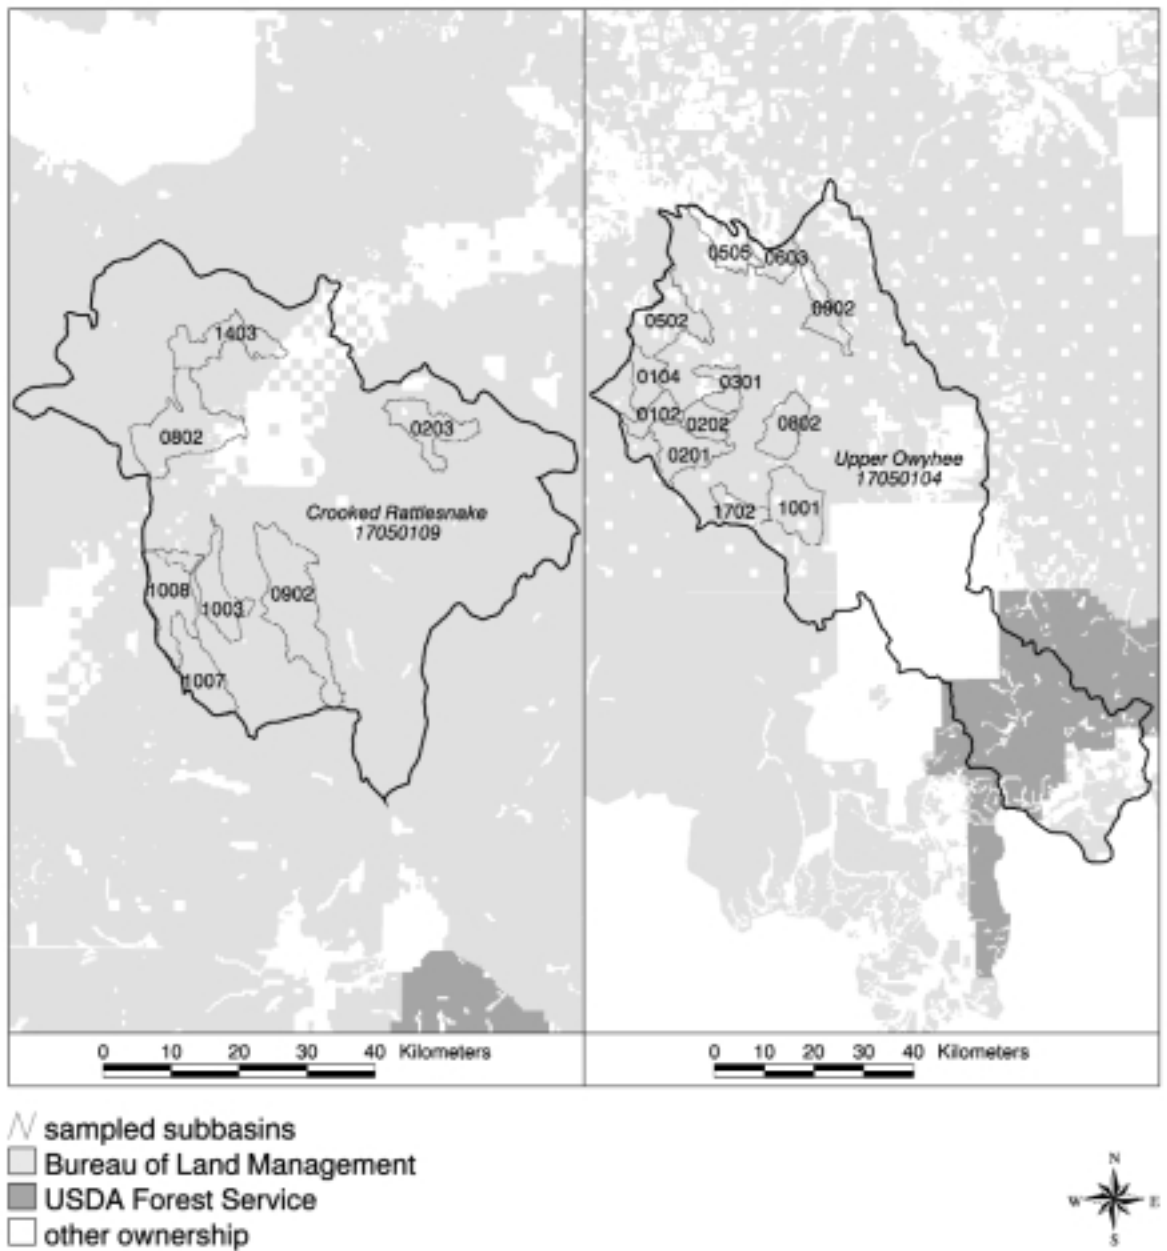 1403
0802
0203
Crooked Rattlesnake
17050109
1008
1003
0902
1007
0505
0603
0902
0502
0104
0301
0102
0202
0802
0201
Upper Owyhee
17050104
1702
1001
0 10 20 30 40 Kilometers
0 10 20 30 40 Kilometers
sampled subbasins
Bureau of Land Management
USDA Forest Service
other ownership
N
W E
S